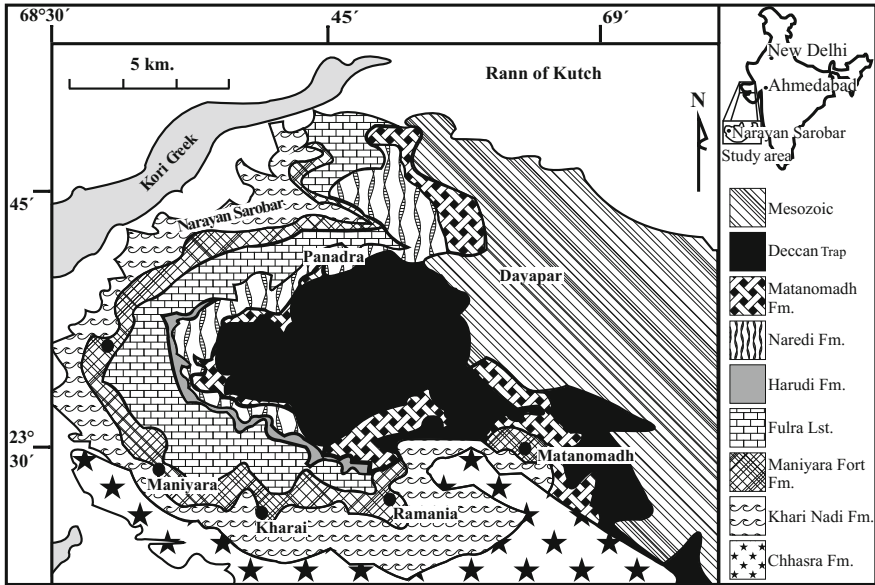 68°30´
45´
69´
5 km.
Rann of Kutch
N
Kori Greek
45´
Narayan Sarobar
Panadra
Dayapar
23°
30´
Maniyara
Kharai
Ramania
Matanomadh
New Delhi
Ahmedabad
Narayan Sarobar
Study area
Mesozoic
Deccan Trap
Matanomadh
Fm.
Naredi Fm.
Harudi Fm.
Fulra Lst.
Maniyara Fort
Fm.
Khari Nadi Fm.
Chhasra Fm.